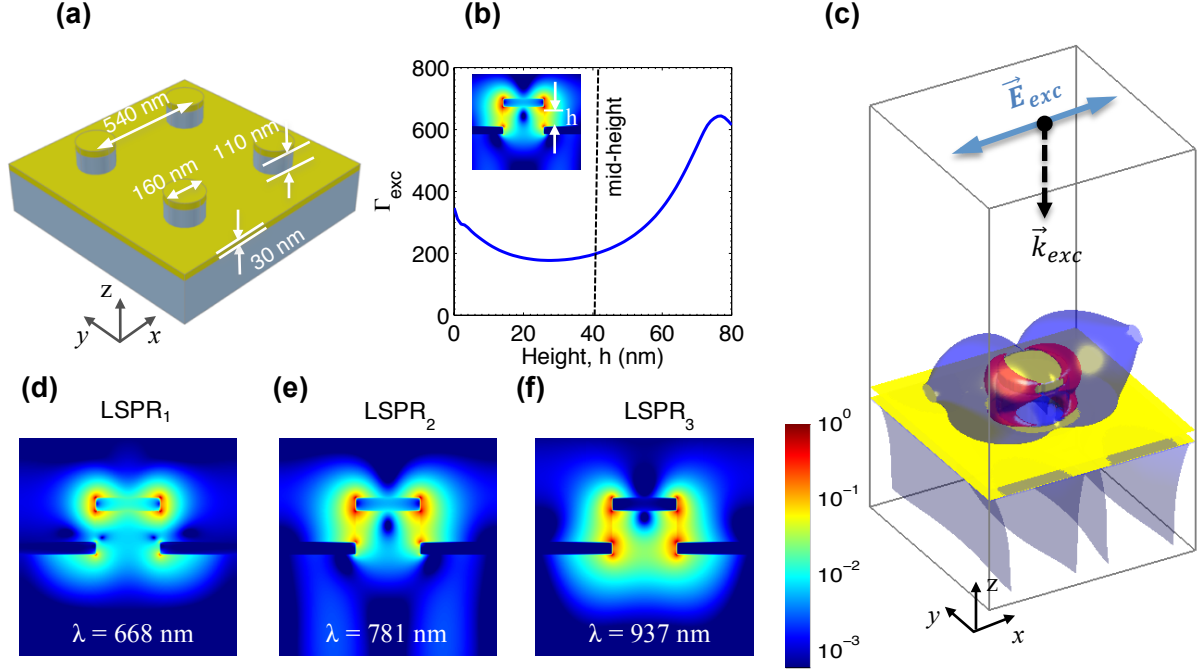 (a)
540 nm
110 nm
160 nm
30 nm
z
y
x
(b)
800
600
400
200
0
Γexc
h
mid-height
0
20
40
60
80
Height, h (nm)
(c)
E⃗exc
k⃗exc
z
y
x
(d)
LSPR₁
λ = 668 nm
(e)
LSPR₂
λ = 781 nm
(f)
LSPR₃
λ = 937 nm
10⁰
10⁻¹
10⁻²
10⁻³